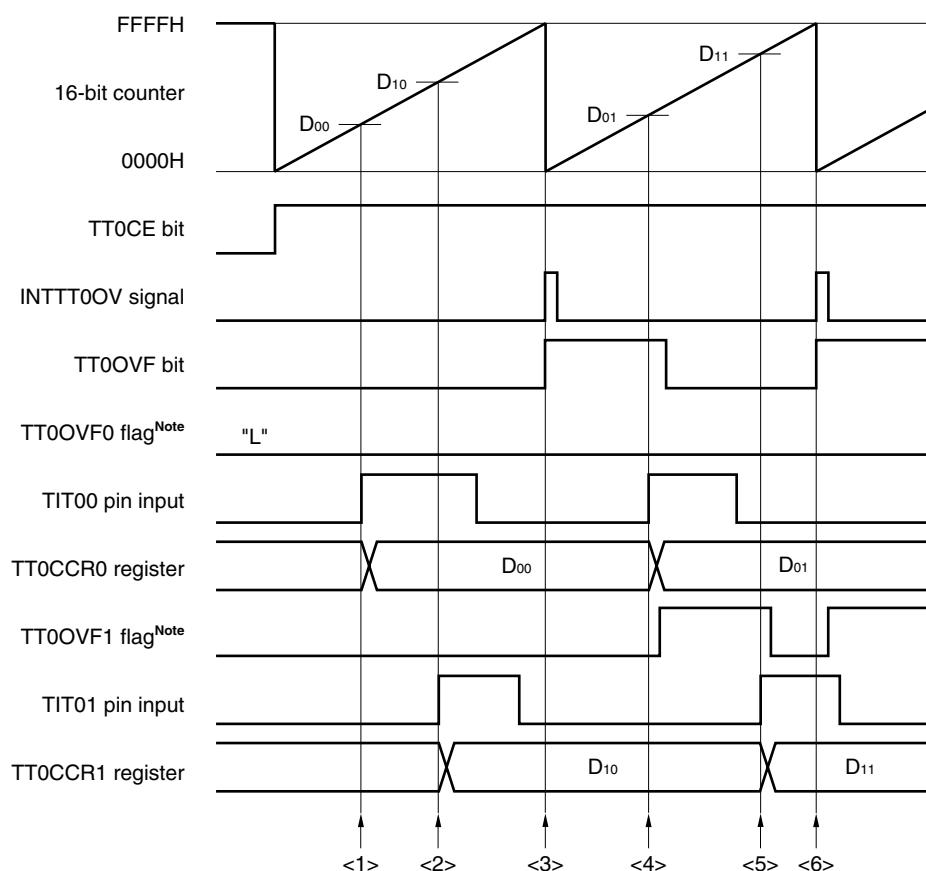 FFFFH
D11
D10
16-bit counter
D00
D01
0000H
TT0CE bit
INTTT0OV signal
TT0OVF bit
TT0OVF0 flagNote
"L"
TIT00 pin input
TT0CCR0 register
D00
D01
TT0OVF1 flagNote
TIT01 pin input
TT0CCR1 register
D10
D11
<1>
<2>
<3>
<4>
<5>
<6>